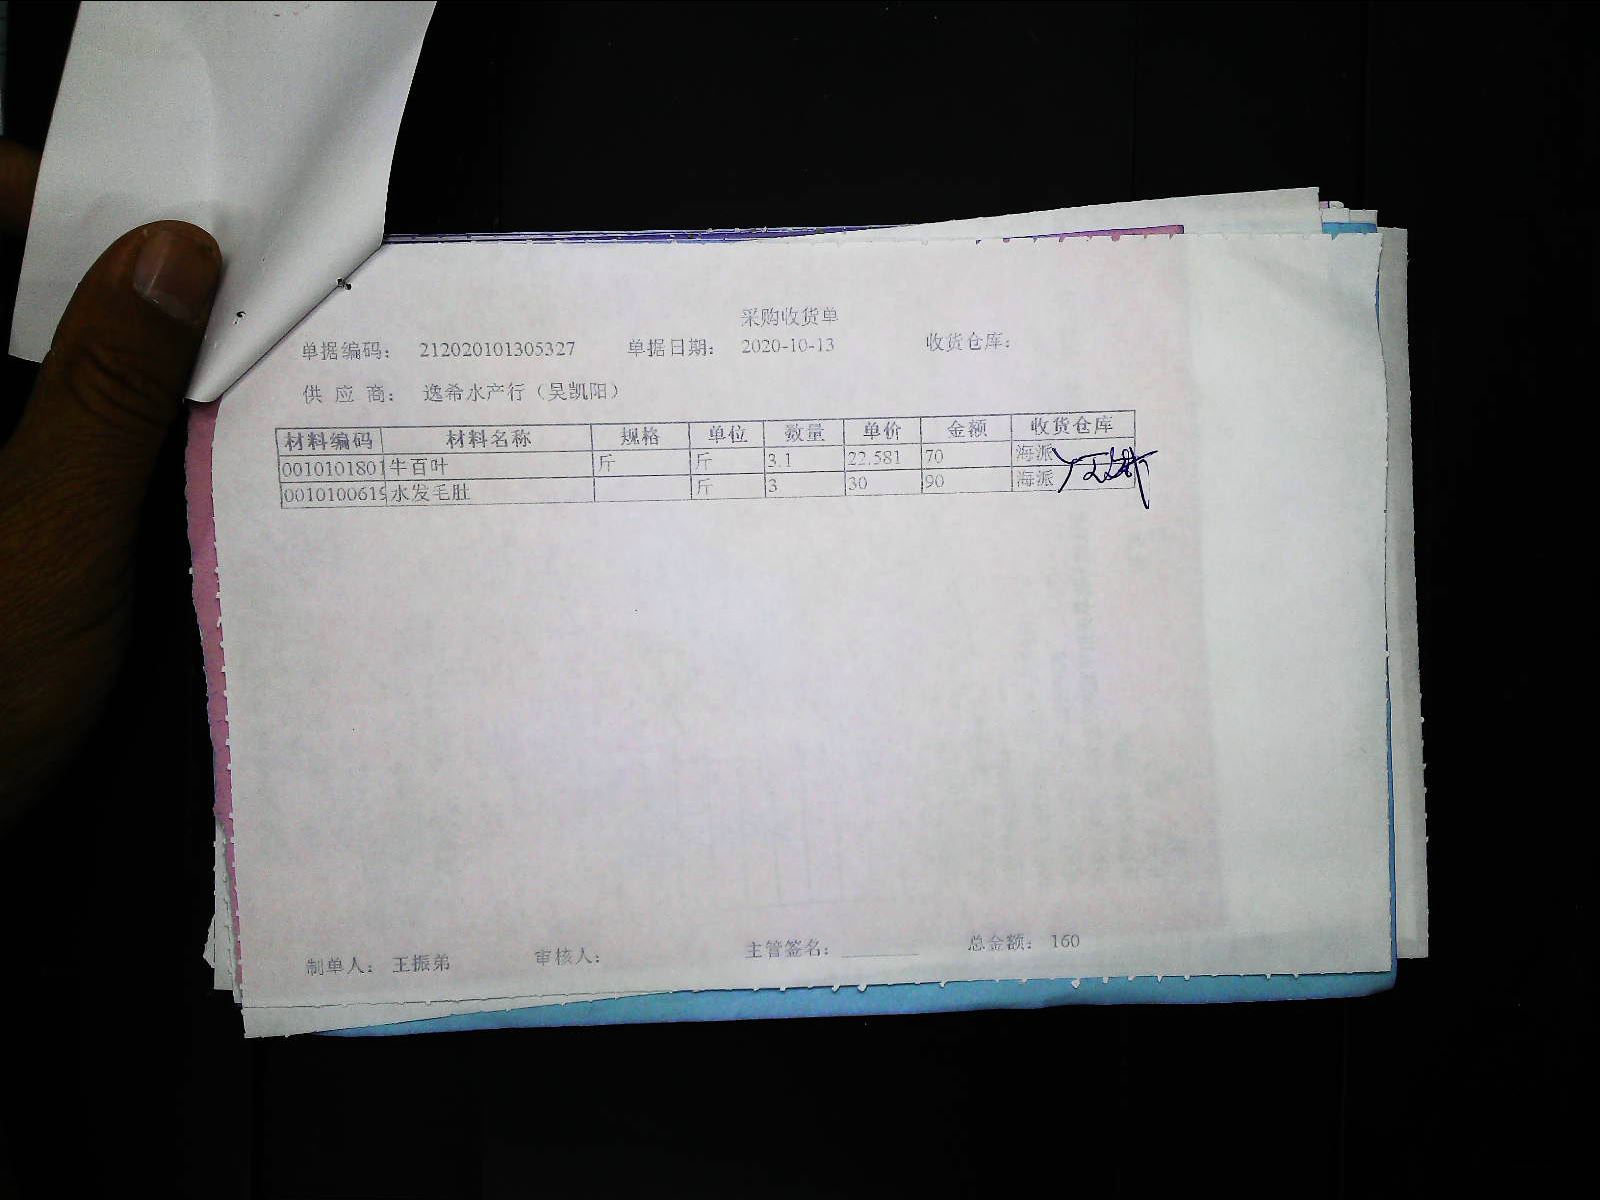 采购收货单
单据编码： 212020101305327 单据日期： 2020-10-13 收货仓库：
供 应 商： 逸希水产行（吴凯阳）
材料编码 材料名称 规格 单位 数量 单价 金额 收货仓库
0010101801 牛百叶 斤 斤 3.1 22.581 70 海派
001010061 水发毛肚 斤 3 30 90 海派
制单人： 王振弟 审核人： 主管签名： 总金额： 160